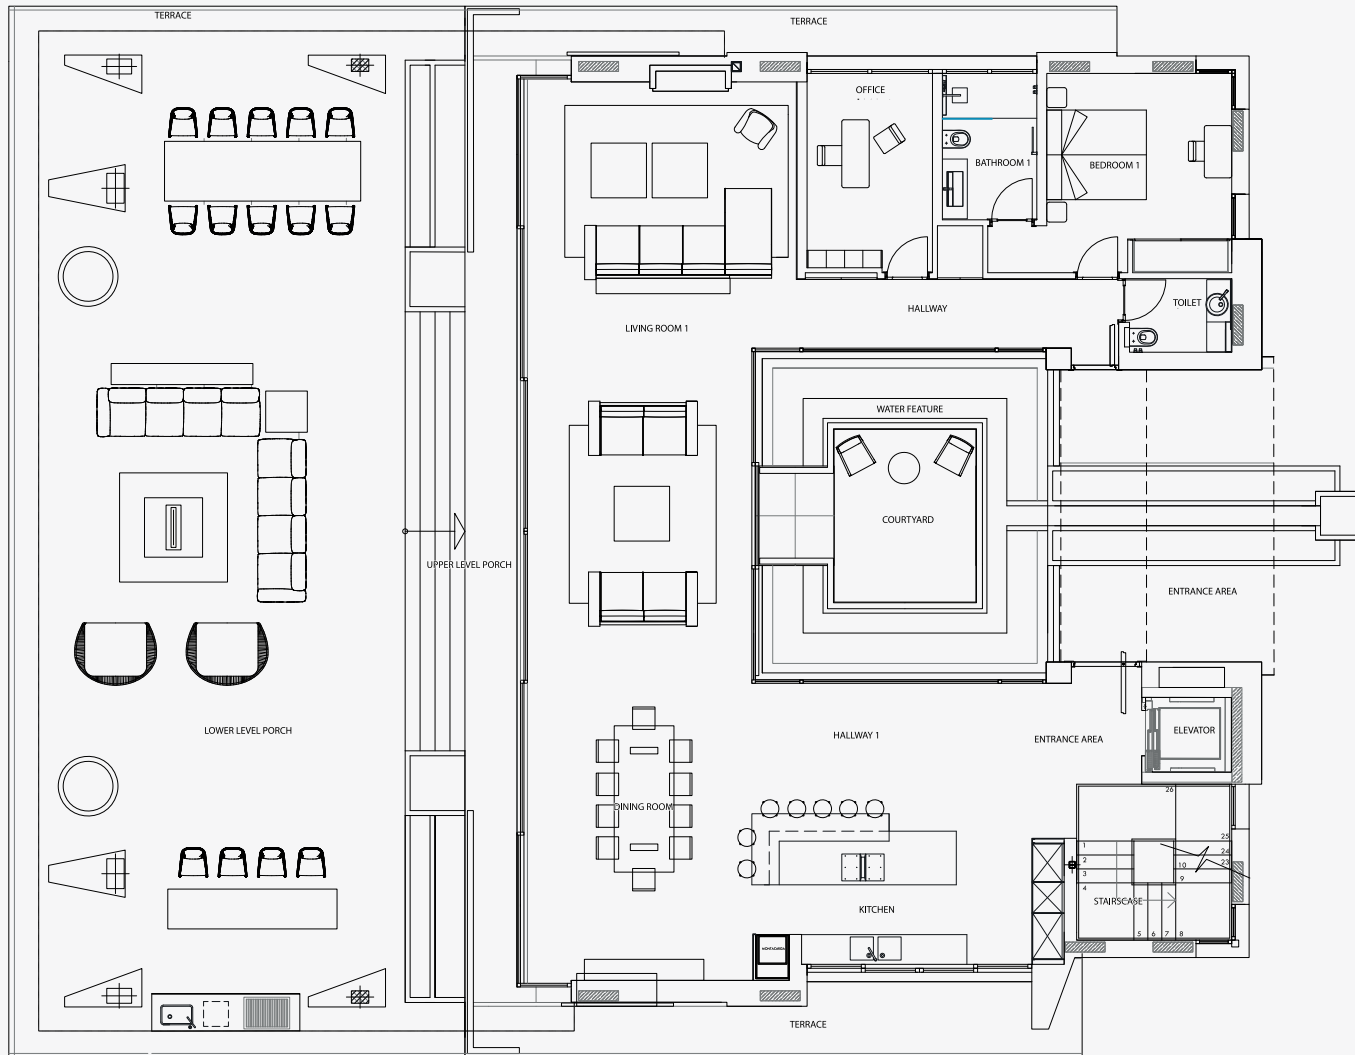 TERRACE
TERRACE
OFFICE
BATHROOM 1
BEDROOM 1
TOILET
HALLWAY
LIVING ROOM 1
WATER FEATURE
COURTYARD
UPPER LEVEL PORCH
ENTRANCE AREA
LOWER LEVEL PORCH
HALLWAY 1
ENTRANCE AREA
ELEVATOR
DINING ROOM
26
25
1
24
2
10
23
3
9
4
STAIRSCASE
KITCHEN
5
6
7
8
TERRACE